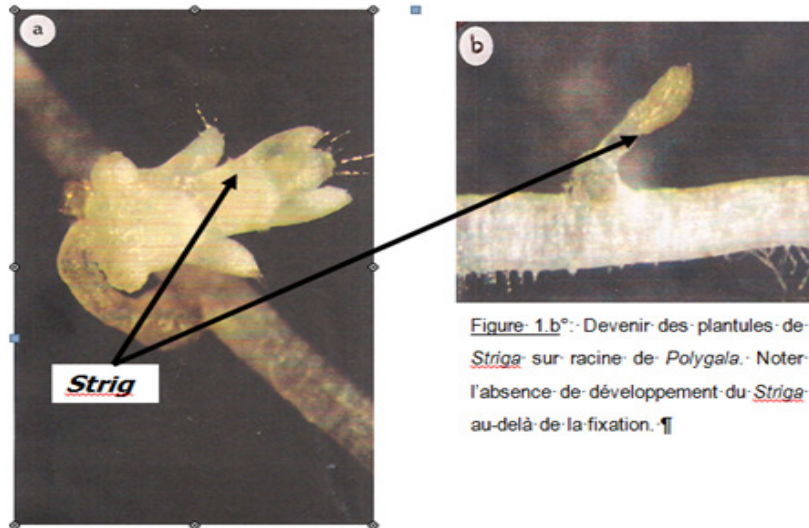 a
b
Strig
Figure·1.b°:·Devenir·des·plantules·de·
Striga·sur·racine·de·Polygala.·Noter·
l'absence·de·développement·du·Striga·
au-delà·de·la·fixation.·¶